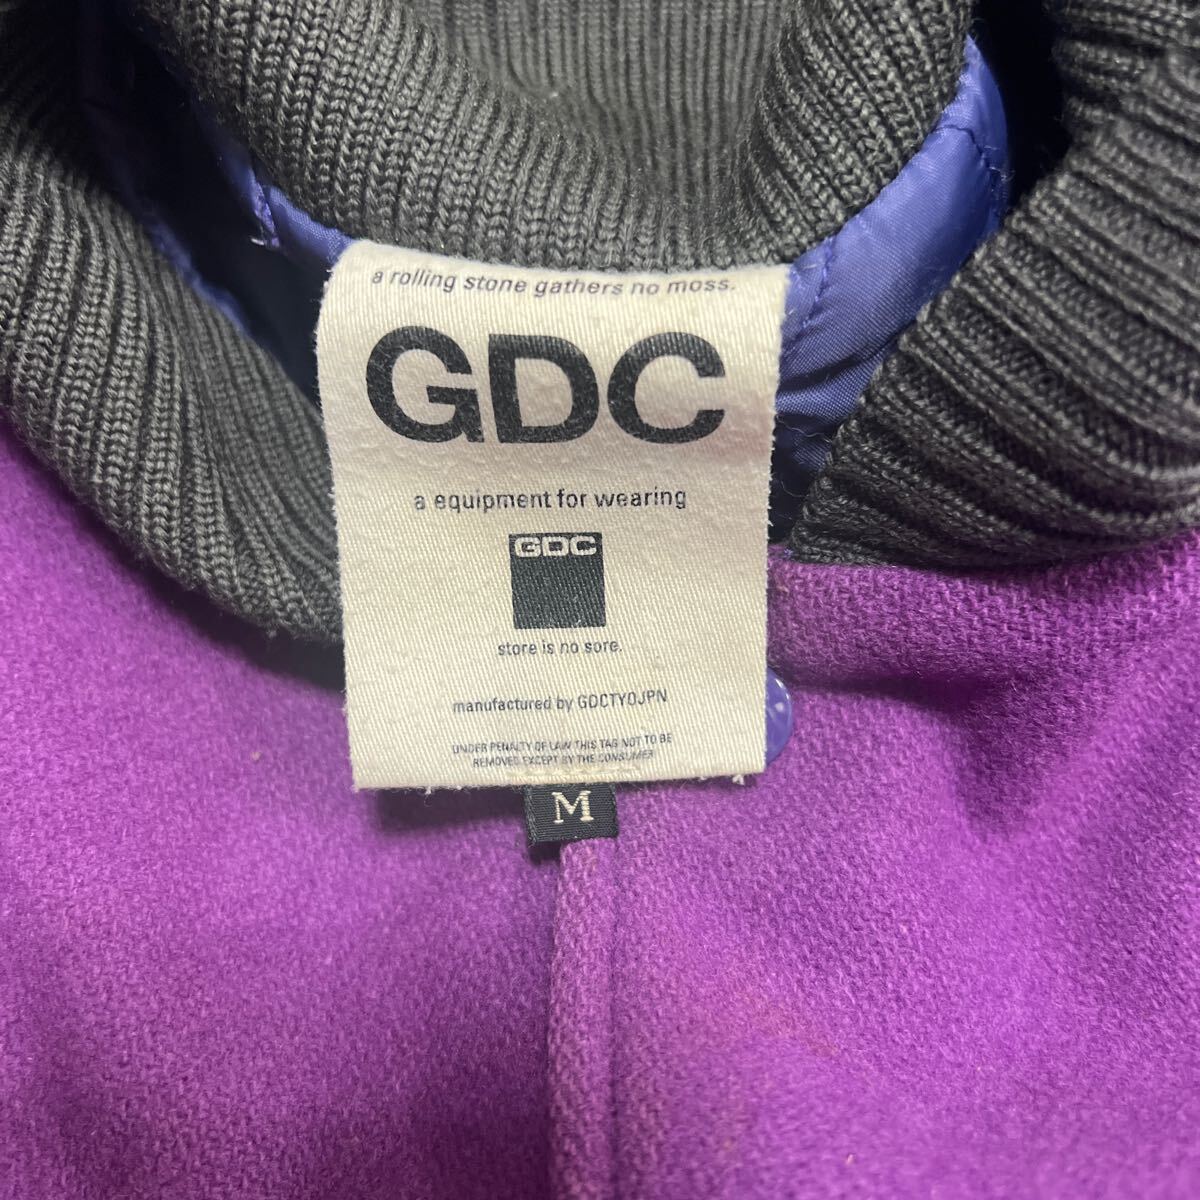 a rolling stone gathers no moss.
GDC
a equipment for wearing
GDC
store is no sore.
manufactured by GDCTYOJPN
UNDER PENALTY OF LAW THIS TAG NOT TO BE
REMOVED EXCEPT BY THE CONSUMER
M